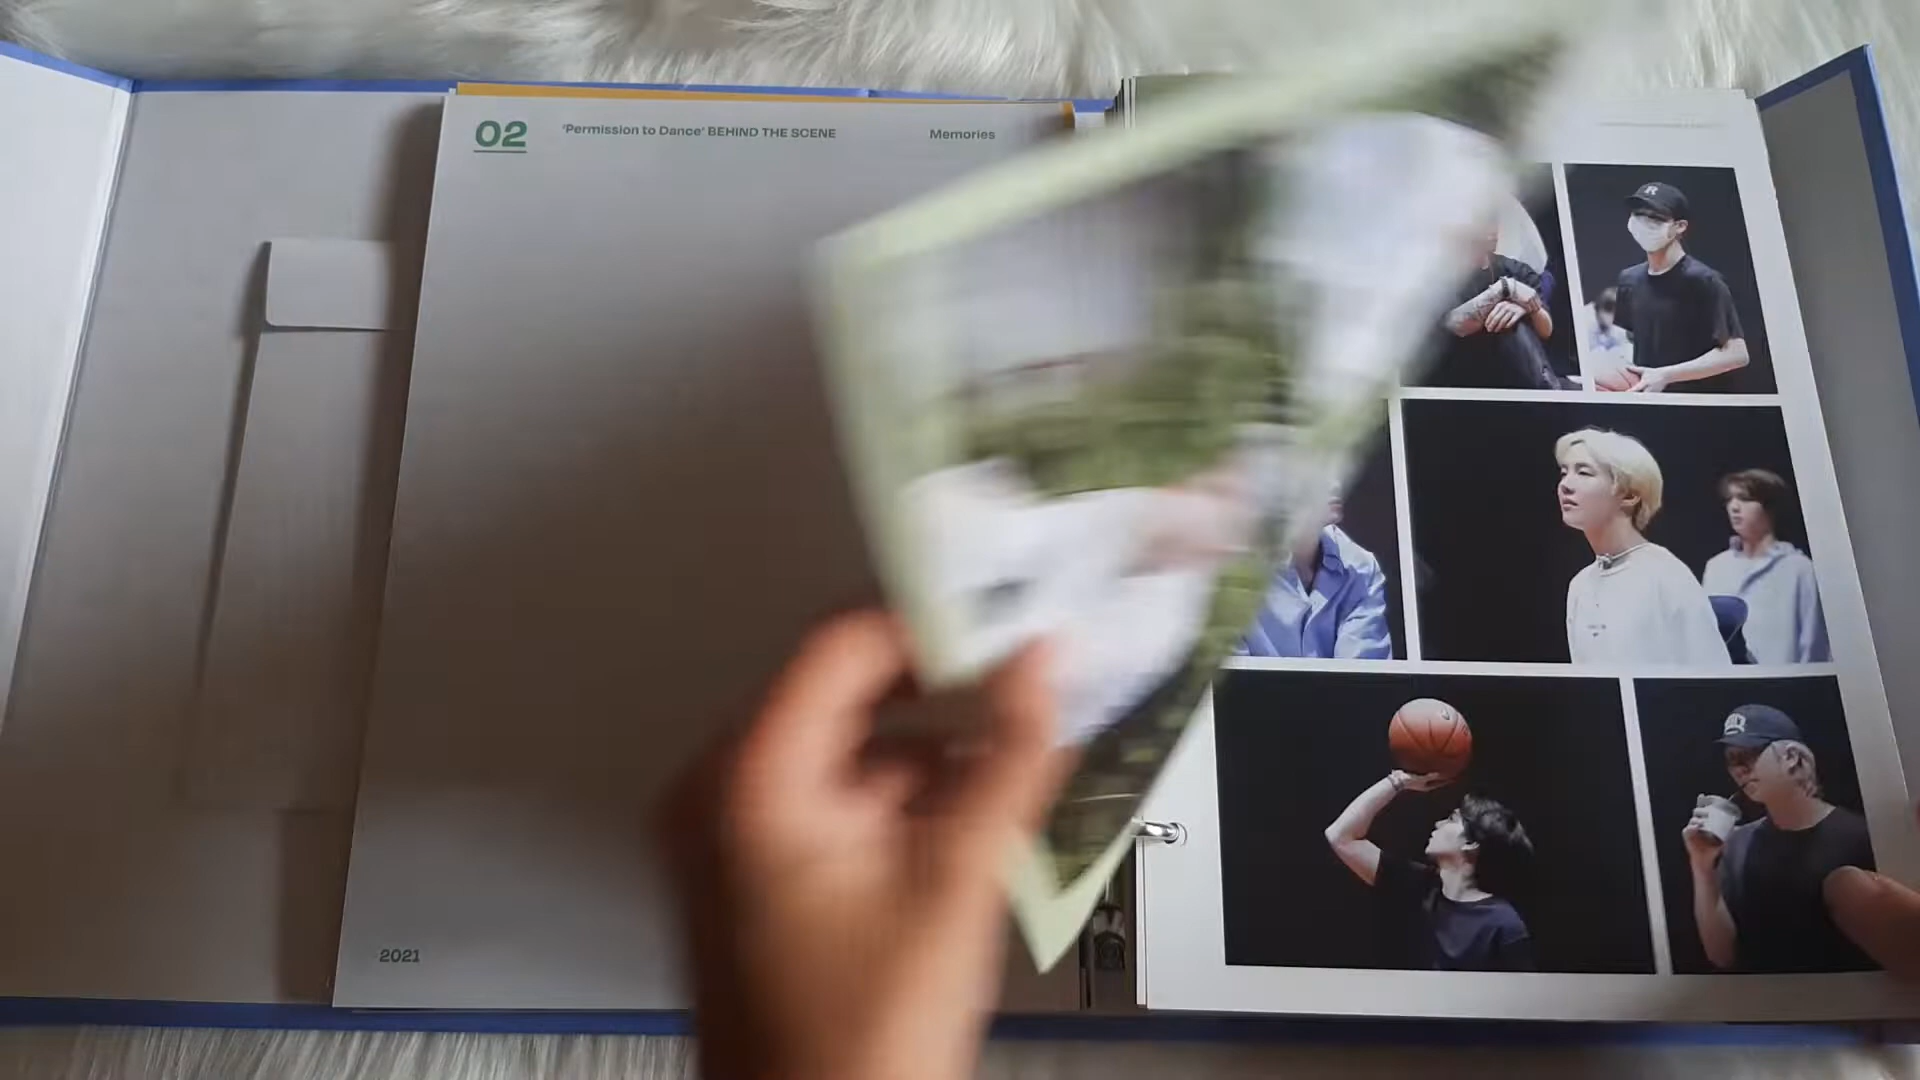 02
'Permission to Dance' BEHIND THE SCENE
Memories
R
2021